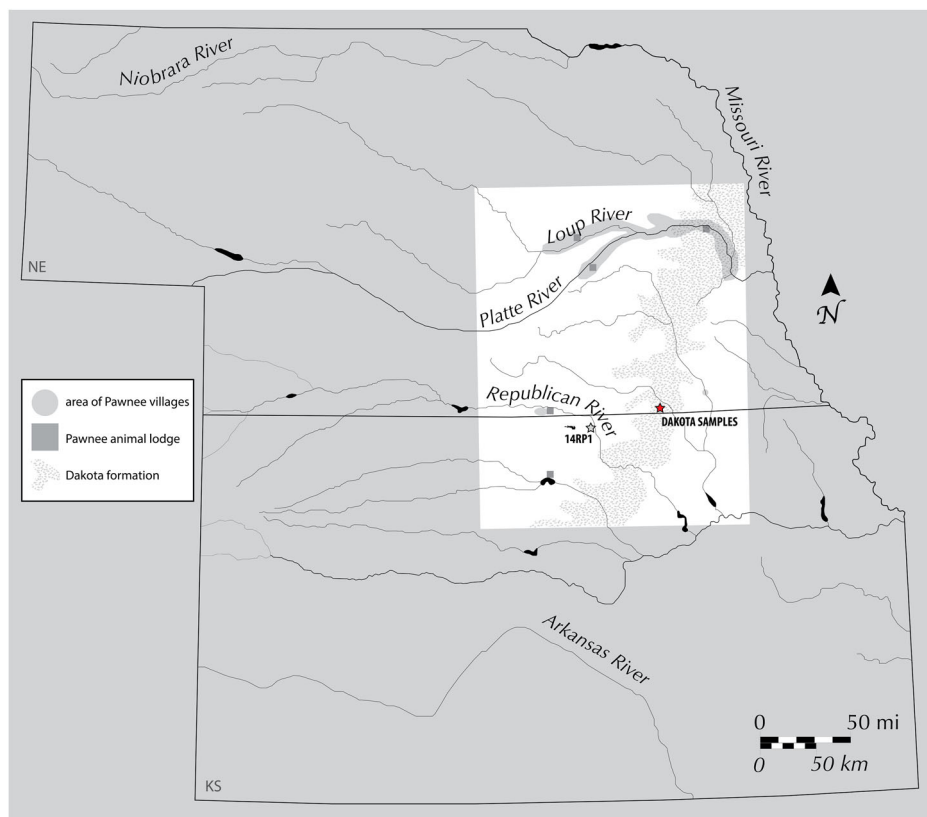 Niobrara River
Missouri River
Loup River
NE
Platte River
N
area of Pawnee villages
Pawnee animal lodge
Dakota formation
Republican River
DAKOTA SAMPLES
14RP1
Arkansas River
0 50 mi
0 50 km
KS